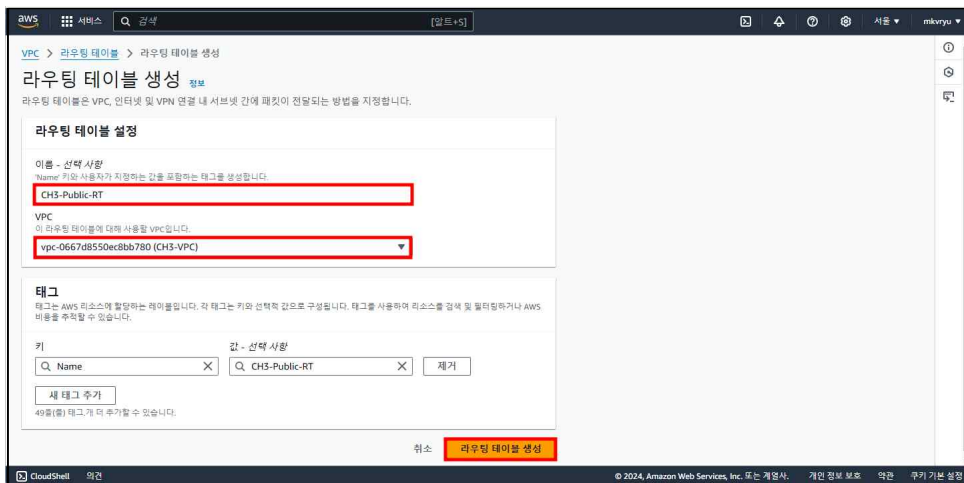 aws 서비스 검색 [알트+S] 서울 ▼ mkvryu ▼
VPC > 라우팅 테이블 > 라우팅 테이블 생성
라우팅 테이블 생성 정보
라우팅 테이블은 VPC, 인터넷 및 VPN 연결 내 서브넷 간에 패킷이 전달되는 방법을 지정합니다.
라우팅 테이블 설정
이름 - 선택 사항
'Name' 키와 사용자가 지정하는 값을 포함하는 태그를 생성합니다.
CH3-Public-RT
VPC
이 라우팅 테이블에 대해 사용할 VPC입니다.
vpc-0667d8550ec8bb780 (CH3-VPC)
태그
태그는 AWS 리소스에 할당하는 레이블입니다. 각 태그는 키와 선택적 값으로 구성됩니다. 태그를 사용하여 리소스를 검색 및 필터링하거나 AWS
비용을 추적할 수 있습니다.
키 값 - 선택 사항
Name CH3-Public-RT 제거
새 태그 추가
49을(를) 태그.개 더 추가할 수 있습니다.
취소 라우팅 테이블 생성
CloudShell 의견 © 2024, Amazon Web Services, Inc. 또는 계열사. 개인 정보 보호 약관 쿠키 기본 설정